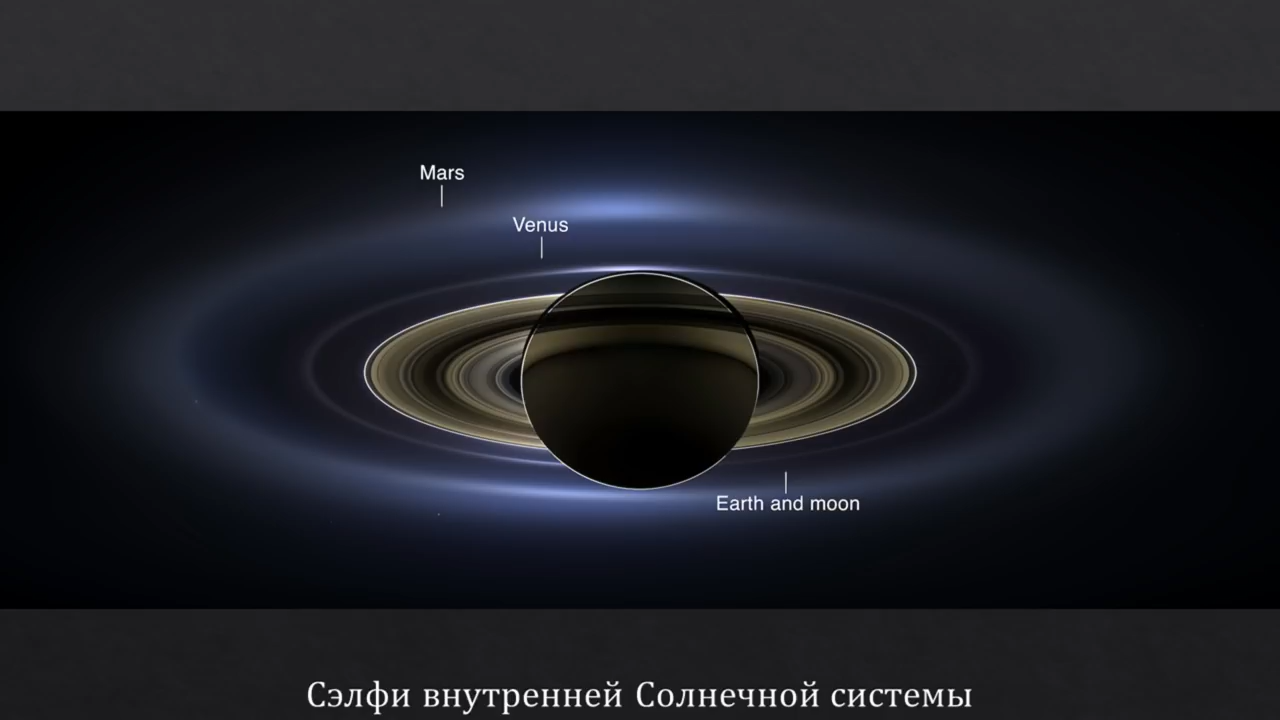 Mars
Venus
Earth and moon
Сэлфи внутренней Солнечной системы